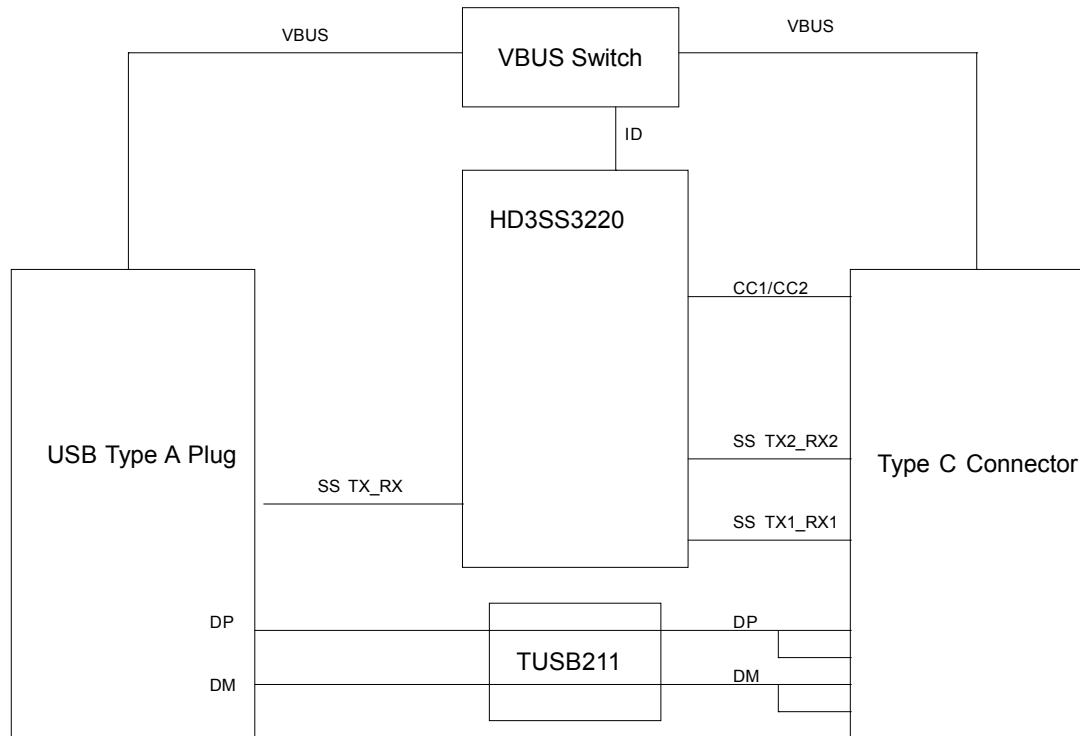 VBUS
VBUS
VBUS Switch
ID
HD3SS3220
CC1/CC2
USB Type A Plug
SS TX2_RX2
Type C Connector
SS TX_RX
SS TX1_RX1
DP
DP
TUSB211
DM
DM